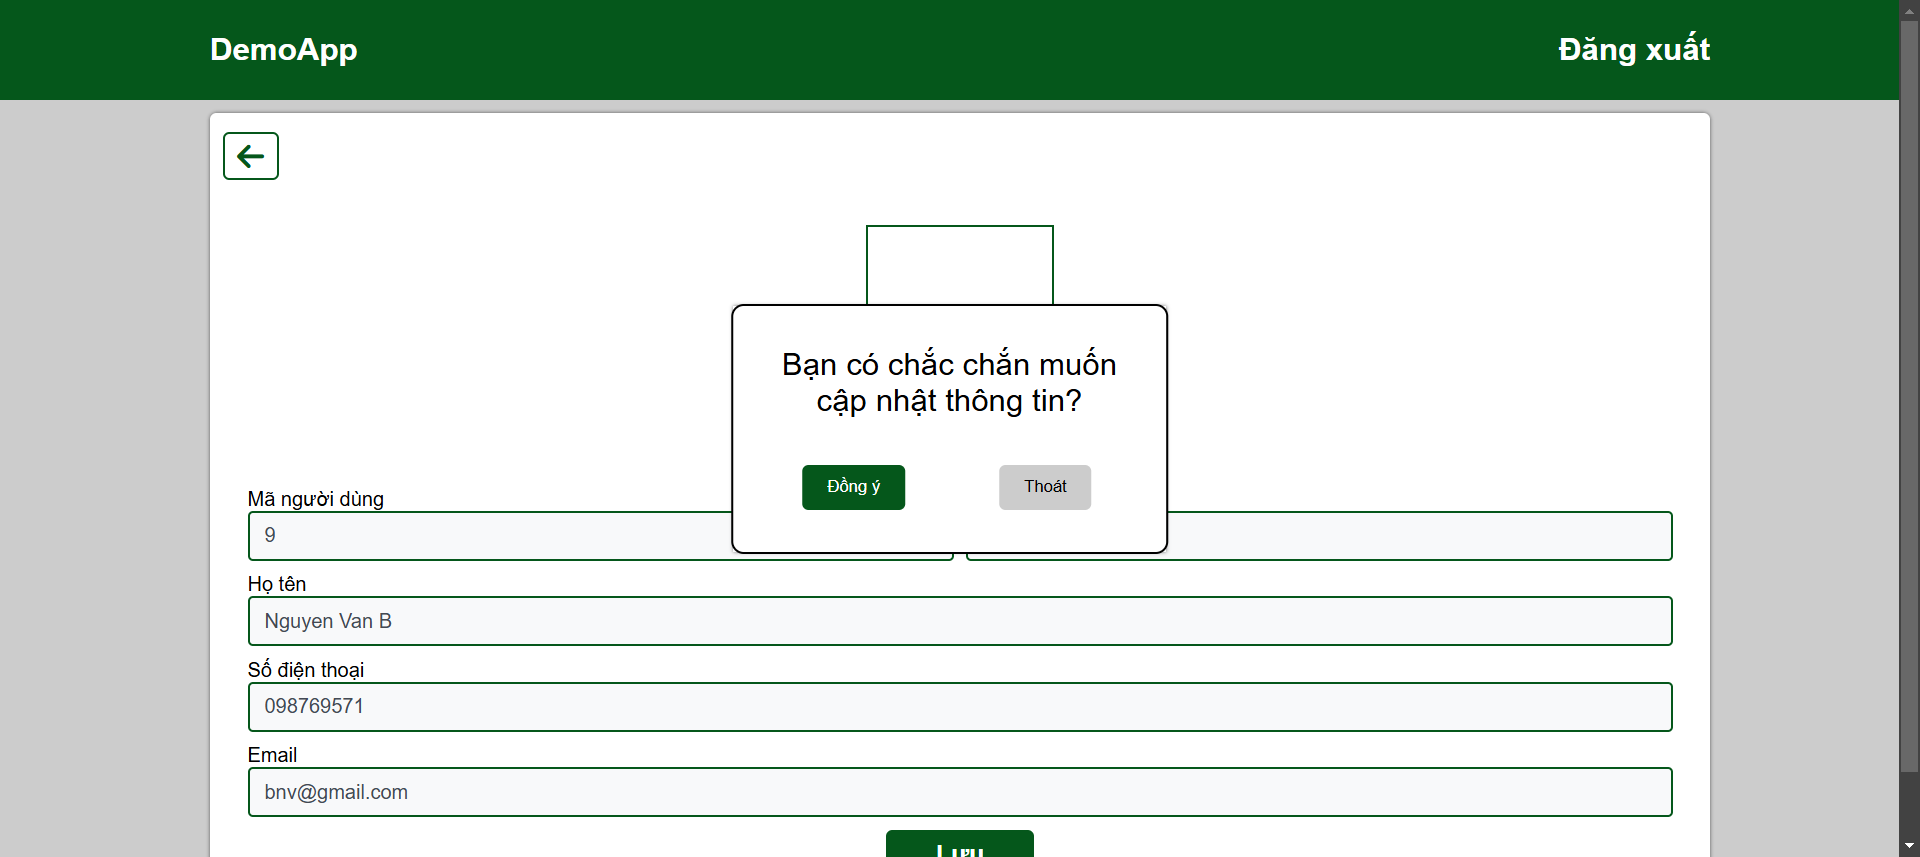 DemoApp
Đăng xuất
Bạn có chắc chắn muốn
cập nhật thông tin?
Đồng ý
Thoát
Mã người dùng
9
Họ tên
Nguyen Van B
Số điện thoại
098769571
Email
bnv@gmail.com
Lưu